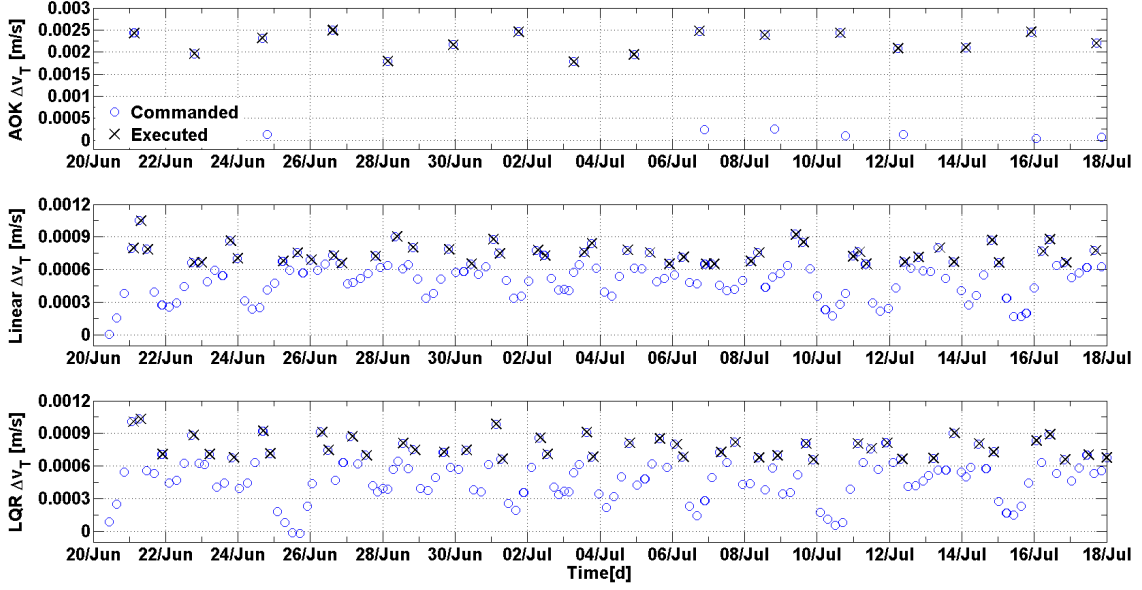 AOK Δv_T [m/s]
0.003
0.0025
0.002
0.0015
0.001
0.0005
0
Commanded
Executed
20/Jun 22/Jun 24/Jun 26/Jun 28/Jun 30/Jun 02/Jul 04/Jul 06/Jul 08/Jul 10/Jul 12/Jul 14/Jul 16/Jul 18/Jul
Linear Δv_T [m/s]
0.0012
0.0009
0.0006
0.0003
0
20/Jun 22/Jun 24/Jun 26/Jun 28/Jun 30/Jun 02/Jul 04/Jul 06/Jul 08/Jul 10/Jul 12/Jul 14/Jul 16/Jul 18/Jul
LQR Δv_T [m/s]
0.0012
0.0009
0.0006
0.0003
0
20/Jun 22/Jun 24/Jun 26/Jun 28/Jun 30/Jun 02/Jul 04/Jul 06/Jul 08/Jul 10/Jul 12/Jul 14/Jul 16/Jul 18/Jul
Time[d]